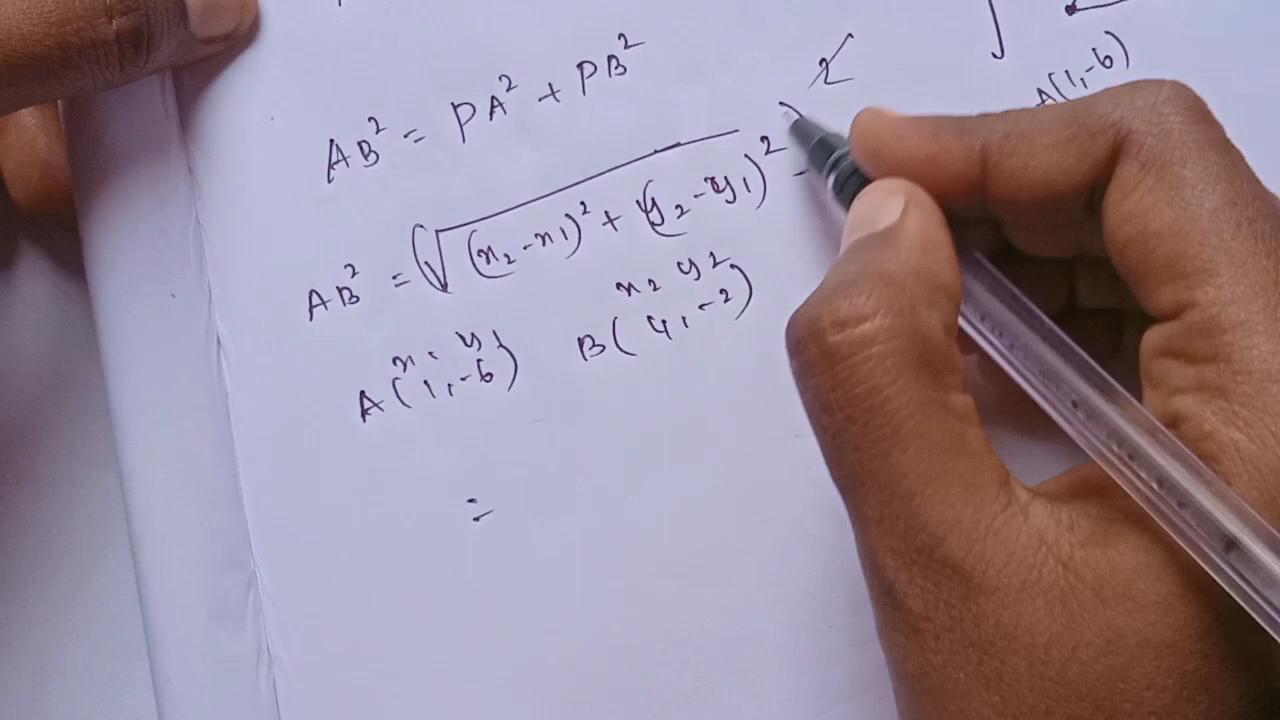 AB² = PA² + PB²
A(1,-6)
AB² = (√(x₂-x₁)² + (y₂-y₁)²)²
x₁ y₁ x₂ y₂
A(1,-6) B(4,-2)
=